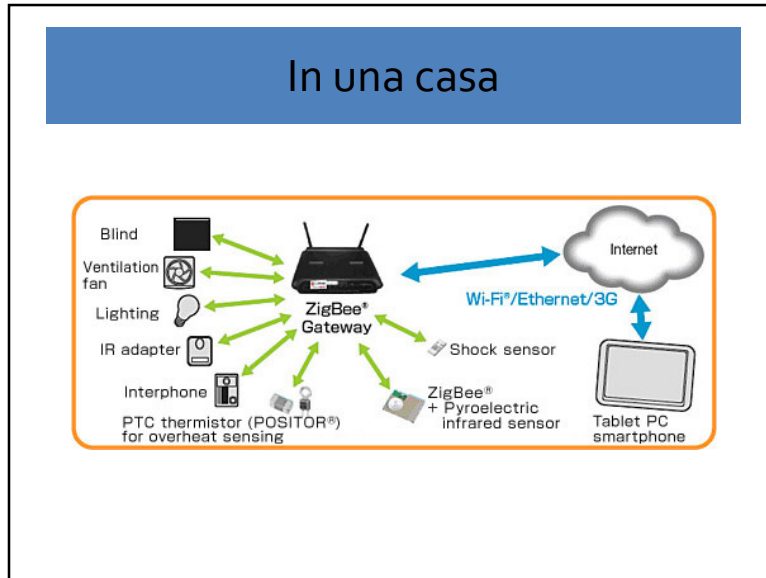 In una casa
Blind
Ventilation
fan
Lighting
IR adapter
Interphone
PTC thermistor (POSITOR®)
for overheat sensing
ZigBee®
Gateway
Shock sensor
ZigBee®
+ Pyroelectric
infrared sensor
Internet
Wi-Fi®/Ethernet/3G
Tablet PC
smartphone